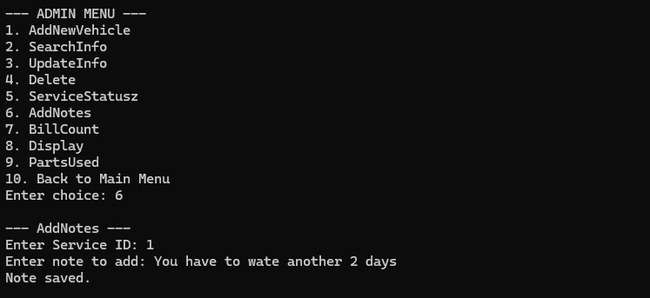 --- ADMIN MENU ---
1. AddNewVehicle
2. SearchInfo
3. UpdateInfo
4. Delete
5. ServiceStatusz
6. AddNotes
7. BillCount
8. Display
9. PartsUsed
10. Back to Main Menu
Enter choice: 6
--- AddNotes ---
Enter Service ID: 1
Enter note to add: You have to wate another 2 days
Note saved.